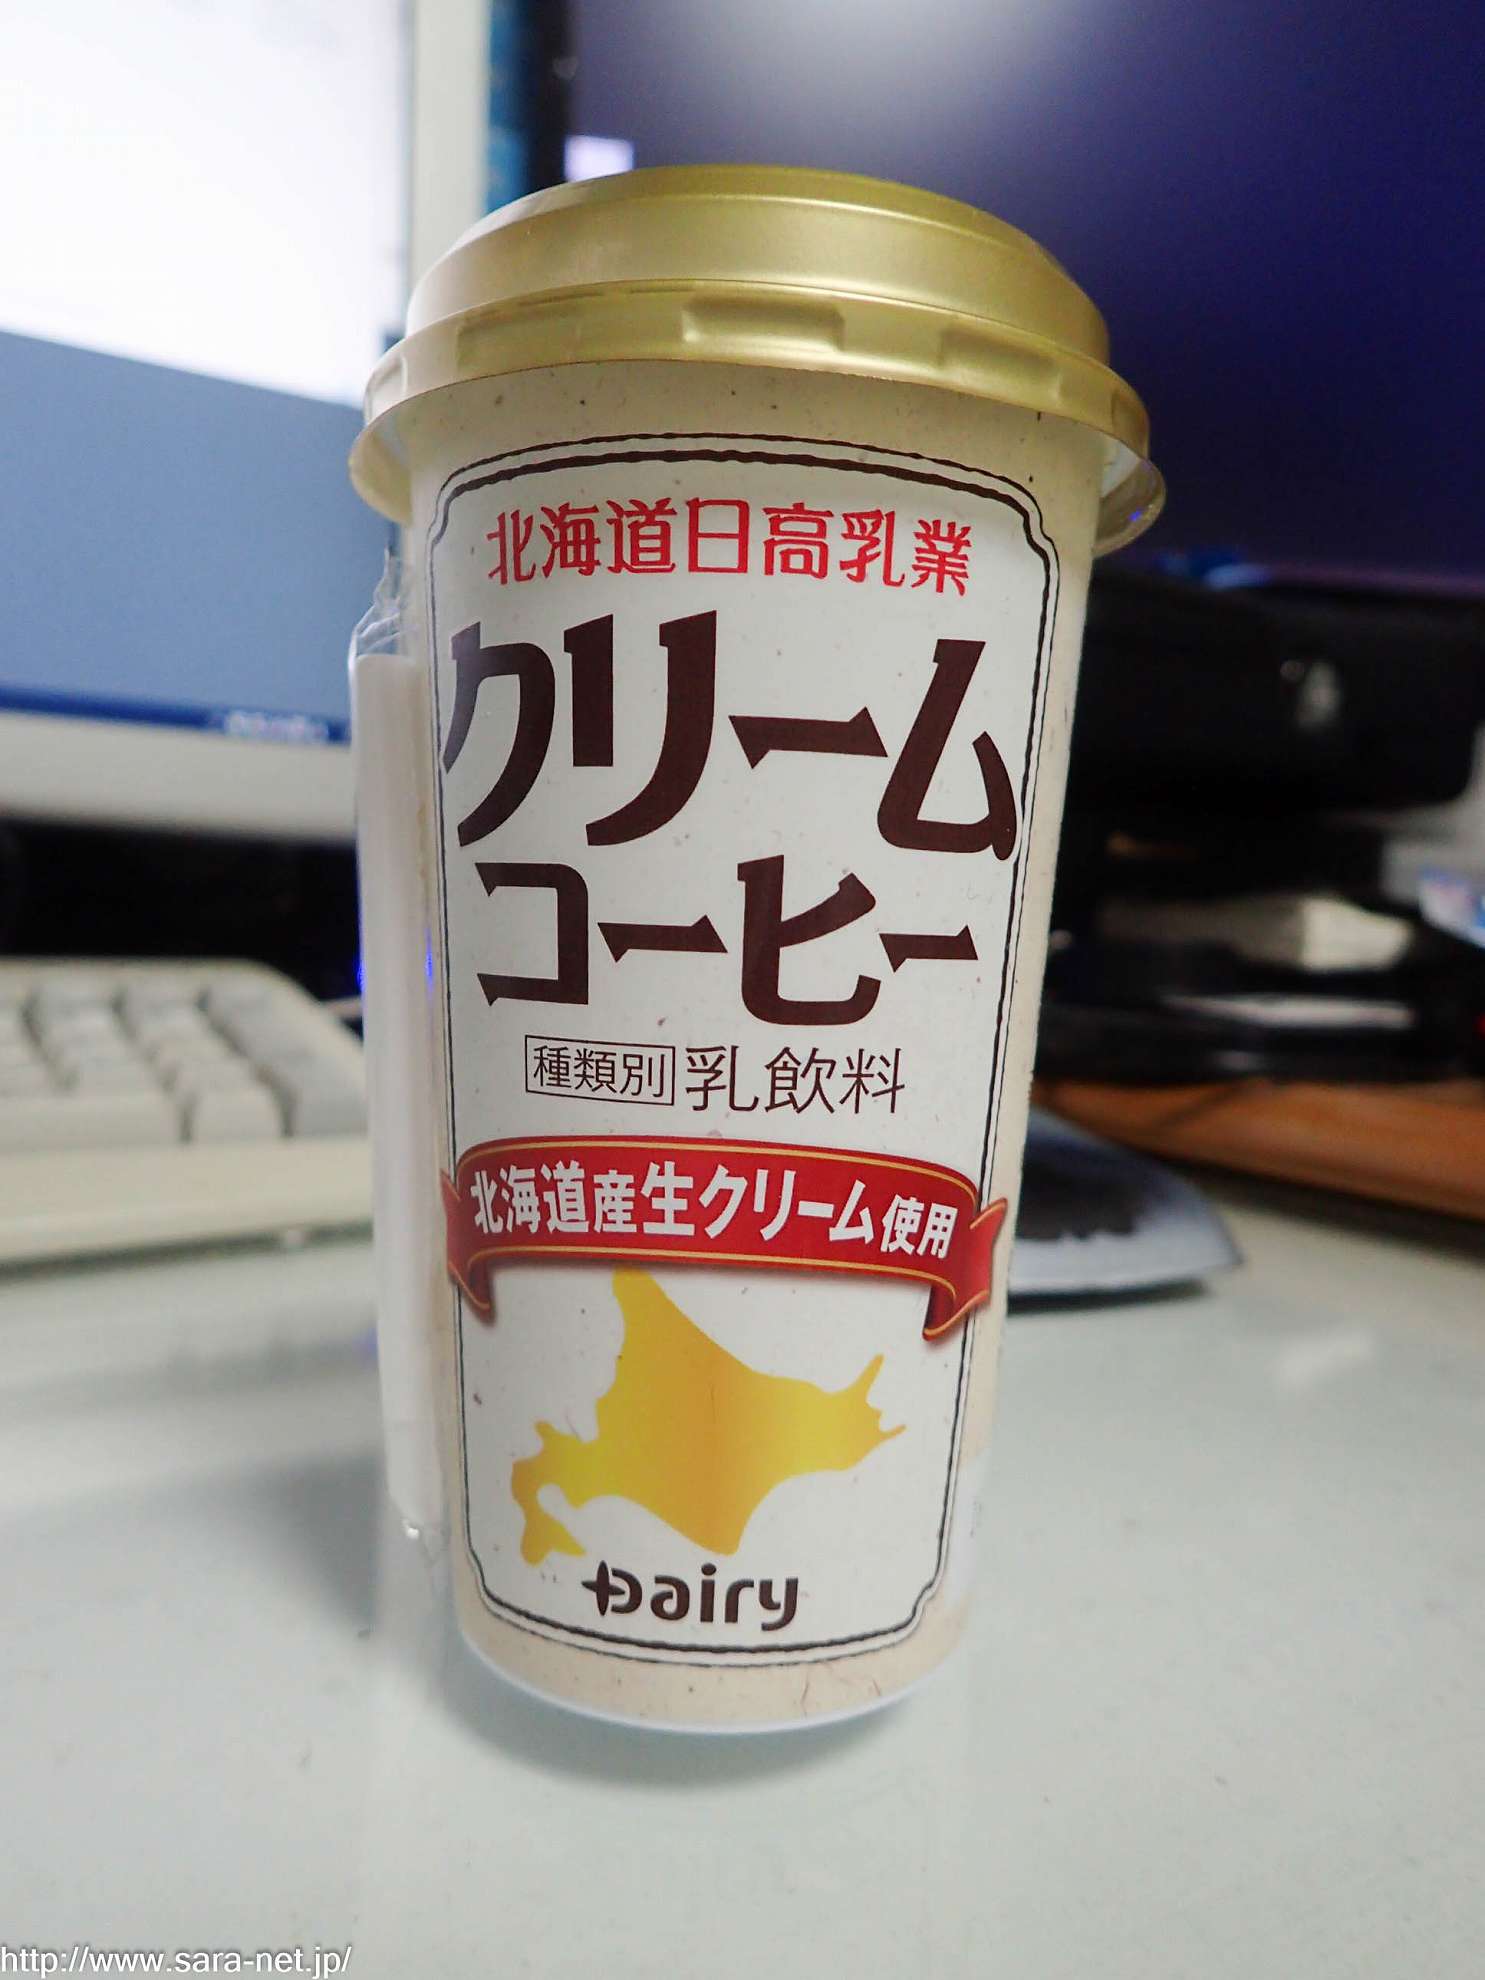 北海道日高乳業
クリーム
コーヒー
種類別 乳飲料
北海道産生クリーム使用
Dairy
http://www.sara-net.jp/